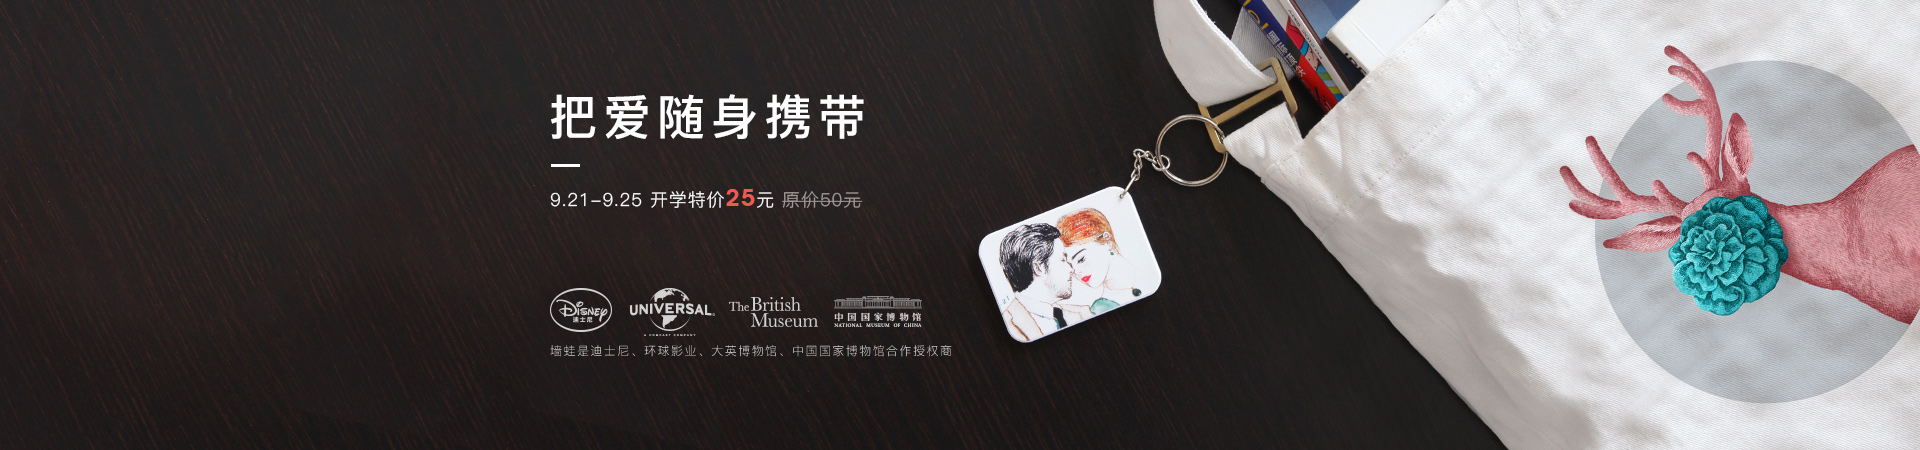 把爱随身携带
9.21-9.25 开学特价25元 原价50元
Disney
迪士尼
UNIVERSAL
A COMCAST COMPANY
The British
Museum
中国国家博物馆
NATIONAL MUSEUM OF CHINA
墙蛙是迪士尼、环球影业、大英博物馆、中国国家博物馆合作授权商